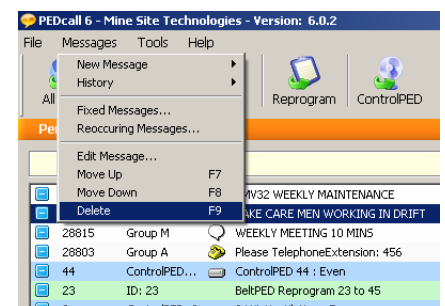 PEDcall 6 - Mine Site Technologies - Version: 6.0.2
File Messages Tools Help
New Message
History
All Reprogram ControlPED
Fixed Messages...
Reoccuring Messages...
Pe
Edit Message...
Move Up F7
Move Down F8 WEEKLY MAINTENANCE
Delete F9 CARE MEN WORKING IN DRIFT
28815 Group M WEEKLY MEETING 10 MINS
28803 Group A Please TelephoneExtension: 456
44 ControlPED... ControlPED 44 : Even
23 ID: 23 BeltPED Reprogram 23 to 45